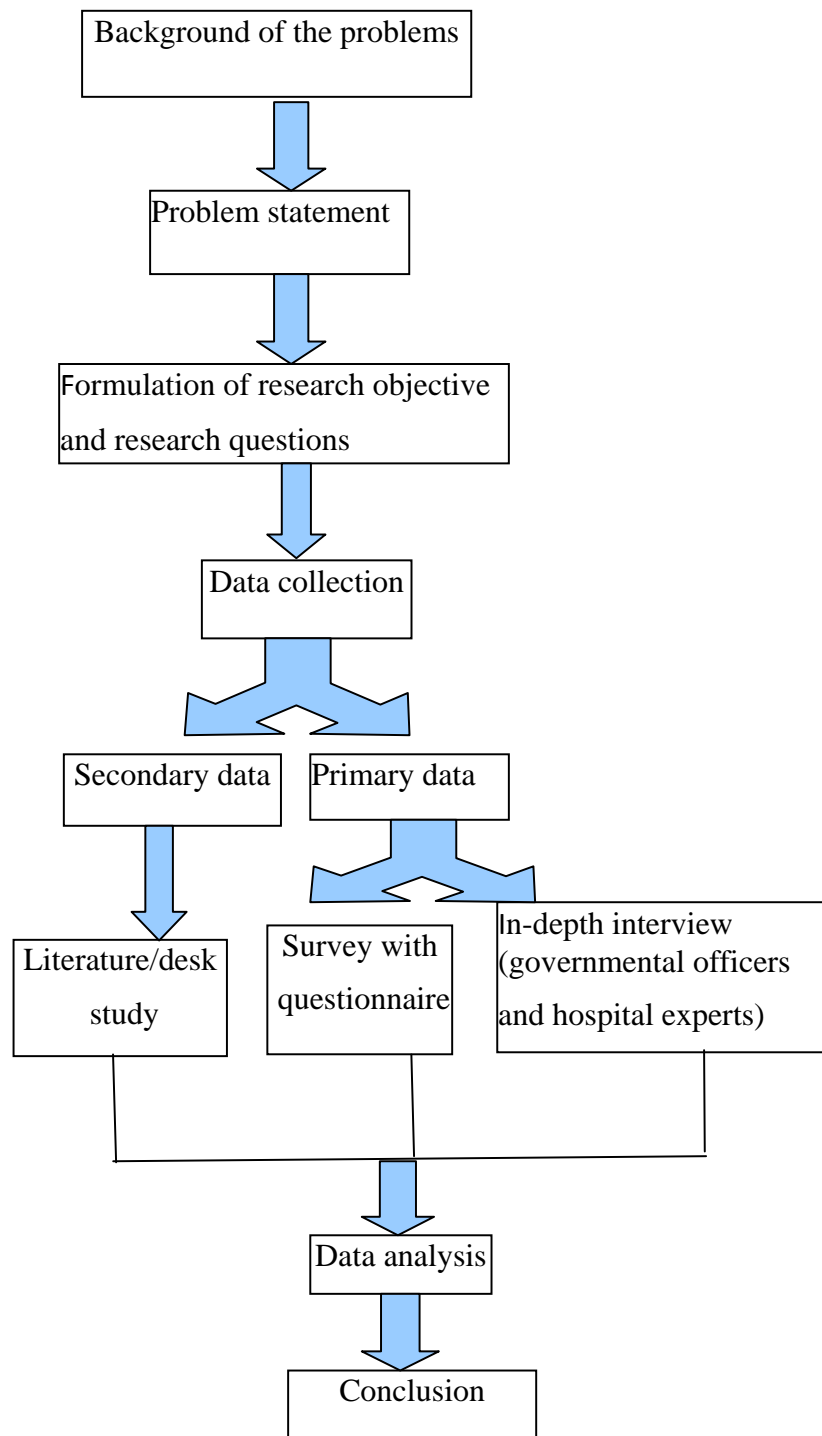 Background of the problems
Problem statement
Formulation of research objective
and research questions
Data collection
Secondary data
Primary data
Literature/desk
study
Survey with
questionnaire
In-depth interview
(governmental officers
and hospital experts)
Data analysis
Conclusion